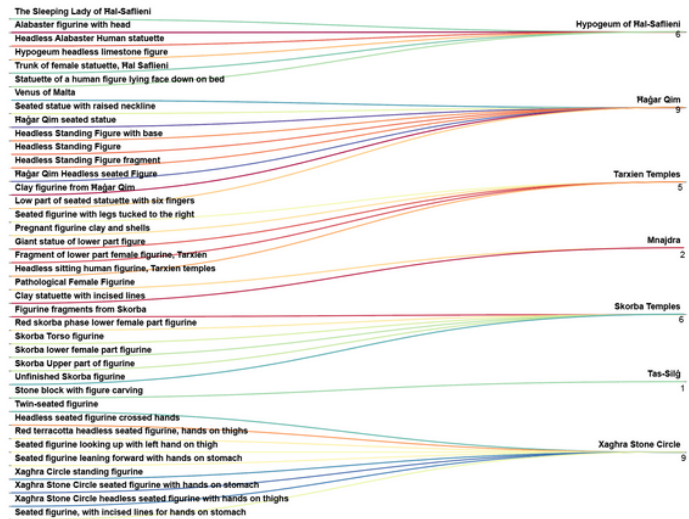 The Sleeping Lady of Ħal-Saflieni
Alabaster figurine with head
Headless Alabaster Human statuette
Hypogeum headless limestone figure
Trunk of female statuette, Ħal Saflieni
Statuette of a human figure lying face down on bed
Venus of Malta
Seated statue with raised neckline
Ħaġar Qim seated statue
Headless Standing Figure with base
Headless Standing Figure
Headless Standing Figure fragment
Ħaġar Qim Headless seated Figure
Clay figurine from Ħaġar Qim
Low part of seated statuette with six fingers
Seated figurine with legs tucked to the right
Pregnant figurine clay and shells
Giant statue of lower part figure
Fragment of lower part female figurine, Tarxien
Headless sitting human figurine, Tarxien temples
Pathological Female Figurine
Clay statuette with incised lines
Figurine fragments from Skorba
Red skorba phase lower female part figurine
Skorba Torso figurine
Skorba lower female part figurine
Skorba Upper part of figurine
Unfinished Skorba figurine
Stone block with figure carving
Twin-seated figurine
Headless seated figurine crossed hands
Red terracotta headless seated figurine, hands on thighs
Seated figurine looking up with left hand on thigh
Seated figurine leaning forward with hands on stomach
Xaghra Circle standing figurine
Xaghra Stone Circle seated figurine with hands on stomach
Xaghra Stone Circle headless seated figurine with hands on thighs
Seated figurine, with incised lines for hands on stomach
Hypogeum of Ħal-Saflieni
6
Ħaġar Qim
9
Tarxien Temples
5
Mnajdra
2
Skorba Temples
6
Tas-Silġ
1
Xaghra Stone Circle
9